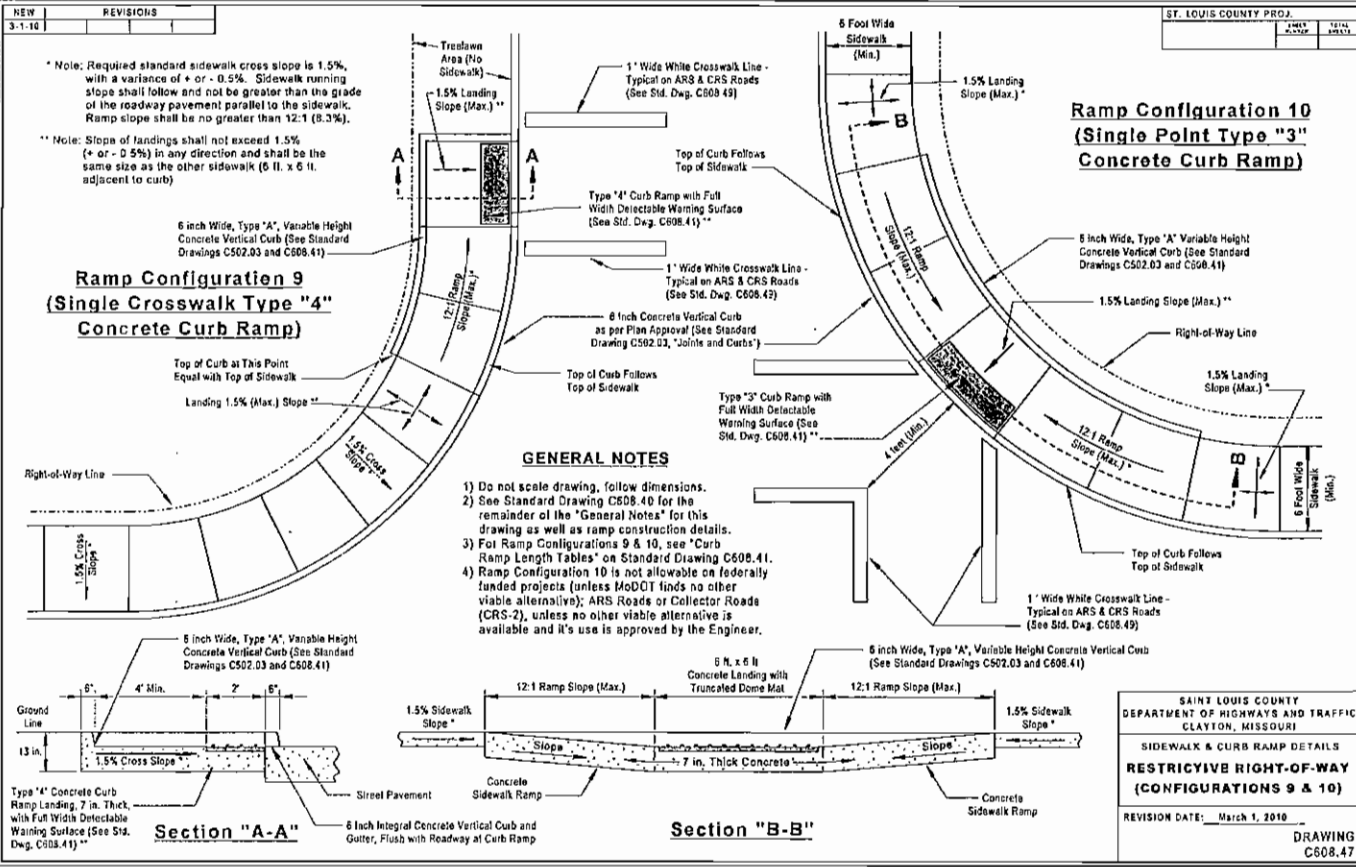 NEW
REVISIONS
3-1-10
ST. LOUIS COUNTY PROJ.
SHEET NUMBER
TOTAL SHEETS
* Note: Required standard sidewalk cross slope is 1.5%,
with a variance of + or - 0.5%. Sidewalk running
slope shall follow and not be greater than the grade
of the roadway pavement parallel to the sidewalk.
Ramp slope shall be no greater than 12:1 (8.3%).
** Note: Slope of landings shall not exceed 1.5%
(+ or - 0.5%) in any direction and shall be the
same size as the other sidewalk (6 ft. x 6 ft.
adjacent to curb)
Treelawn
Area (No
Sidewalk)
1.5% Landing
Slope (Max.) **
A
A
1' Wide White Crosswalk Line -
Typical on ARS & CRS Roads
(See Std. Dwg. C608.49)
Type "4" Curb Ramp with Full
Width Detectable Warning Surface
(See Std. Dwg. C608.41) **
1' Wide White Crosswalk Line -
Typical on ARS & CRS Roads
(See Std. Dwg. C608.49)
6 inch Wide, Type "A", Variable Height
Concrete Vertical Curb (See Standard
Drawings C502.03 and C608.41)
Ramp Configuration 9
(Single Crosswalk Type "4"
Concrete Curb Ramp)
12:1 Ramp
Slope (Max.)*
6 Inch Concrete Vertical Curb
as per Plan Approval (See Standard
Drawing C502.03, "Joints and Curbs")
Top of Curb Follows
Top of Sidewalk
Top of Curb at This Point
Equal with Top of Sidewalk
Landing 1.5% (Max.) Slope **
1.5% Cross
Slope*
Right-of-Way Line
1.5% Cross
Slope*
6 Foot Wide
Sidewalk
(Min.)
1.5% Landing
Slope (Max.) *
B
Ramp Configuration 10
(Single Point Type "3"
Concrete Curb Ramp)
Top of Curb Follows
Top of Sidewalk
12:1 Ramp
Slope (Max.)*
6 inch Wide, Type "A" Variable Height
Concrete Vertical Curb (See Standard
Drawings C502.03 and C608.41)
1.5% Landing Slope (Max.) **
Right-of-Way Line
1.5% Landing
Slope (Max.) *
Type "3" Curb Ramp with
Full Width Detectable
Warning Surface (See
Std. Dwg. C608.41) **
4 feet (Min.)
12:1 Ramp
Slope (Max.) *
B
6 Foot Wide
Sidewalk
(Min.)
Top of Curb Follows
Top of Sidewalk
1' Wide White Crosswalk Line -
Typical on ARS & CRS Roads
(See Std. Dwg. C608.49)
GENERAL NOTES
1) Do not scale drawing, follow dimensions.
2) See Standard Drawing C608.40 for the
remainder of the "General Notes" for this
drawing as well as ramp construction details.
3) For Ramp Configurations 9 & 10, see "Curb
Ramp Length Tables" on Standard Drawing C608.41.
4) Ramp Configuration 10 is not allowable on federally
funded projects (unless MoDOT finds no other
viable alternative); ARS Roads or Collector Roads
(CRS-2), unless no other viable alternative is
available and it's use is approved by the Engineer.
6 inch Wide, Type "A", Variable Height
Concrete Vertical Curb (See Standard
Drawings C502.03 and C608.41)
6"
4' Min.
2'
6"
Ground
Line
13 in.
1.5% Cross Slope
Type "4" Concrete Curb
Ramp Landing, 7 in. Thick,
with Full Width Detectable
Warning Surface (See Std.
Dwg. C608.41) **
Section "A-A"
Street Pavement
6 Inch Integral Concrete Vertical Curb and
Gutter, Flush with Roadway at Curb Ramp
6 inch Wide, Type "A", Variable Height Concrete Vertical Curb
(See Standard Drawings C502.03 and C608.41)
12:1 Ramp Slope (Max.)
6 ft. x 6 ft
Concrete Landing with
Truncated Dome Mat
12:1 Ramp Slope (Max.)
1.5% Sidewalk
Slope *
1.5% Sidewalk
Slope *
Slope
7 in. Thick Concrete
Slope
Concrete
Sidewalk Ramp
Concrete
Sidewalk Ramp
Section "B-B"
SAINT LOUIS COUNTY
DEPARTMENT OF HIGHWAYS AND TRAFFIC
CLAYTON, MISSOURI
SIDEWALK & CURB RAMP DETAILS
RESTRICYIVE RIGHT-OF-WAY
(CONFIGURATIONS 9 & 10)
REVISION DATE: March 1, 2010
DRAWING
C608.47